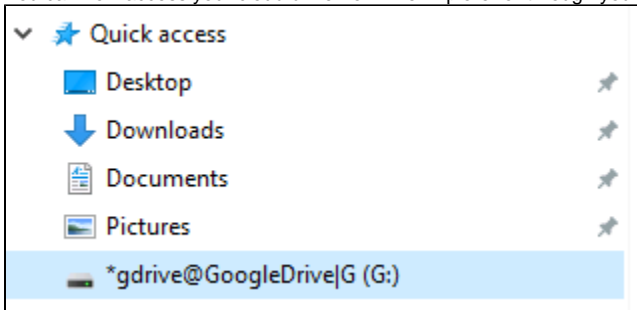 Quick access
Desktop
Downloads
Documents
Pictures
*gdrive@GoogleDrive|G (G:)